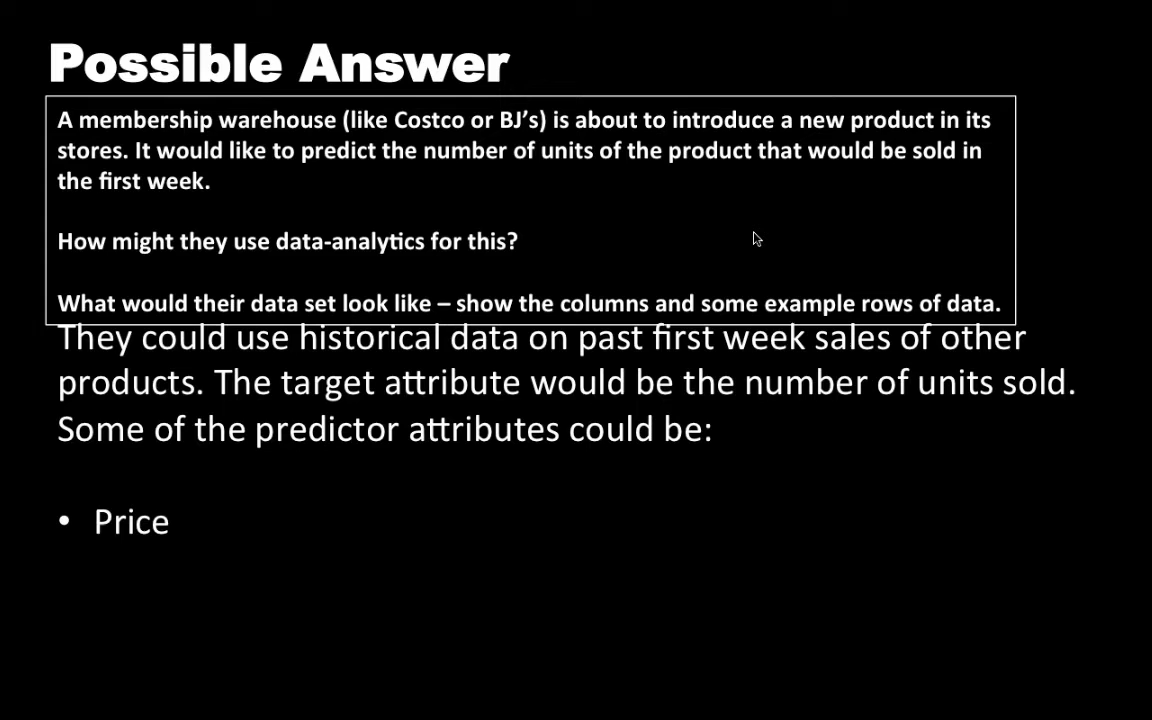 Possible Answer
A membership warehouse (like Costco or BJ’s) is about to introduce a new product in its
stores. It would like to predict the number of units of the product that would be sold in
the first week.
How might they use data-analytics for this?
What would their data set look like – show the columns and some example rows of data.
They could use historical data on past first week sales of other
products. The target attribute would be the number of units sold.
Some of the predictor attributes could be:
• Price